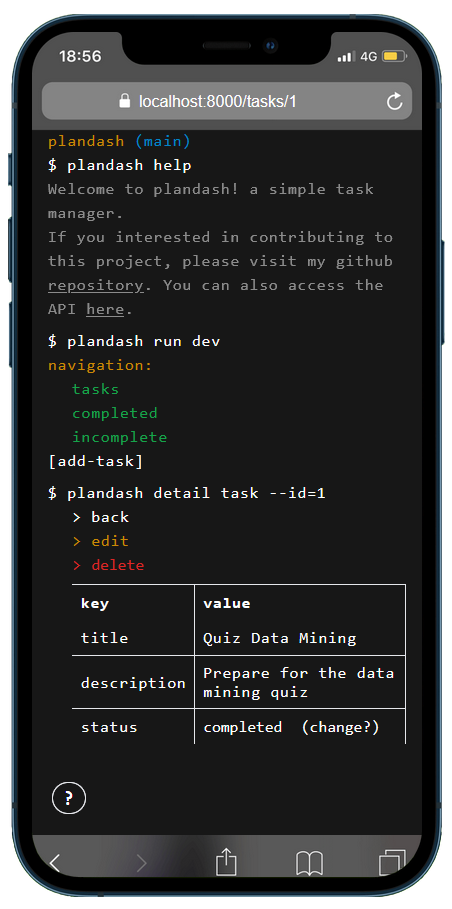 18:56
4G
localhost:8000/tasks/1
plandash (main)
$ plandash help
Welcome to plandash! a simple task
manager.
If you interested in contributing to
this project, please visit my github
repository. You can also access the
API here.
$ plandash run dev
navigation:
tasks
completed
incomplete
[add-task]
$ plandash detail task --id=1
> back
> edit
> delete
key value
title Quiz Data Mining
description Prepare for the data
mining quiz
status completed (change?)
?